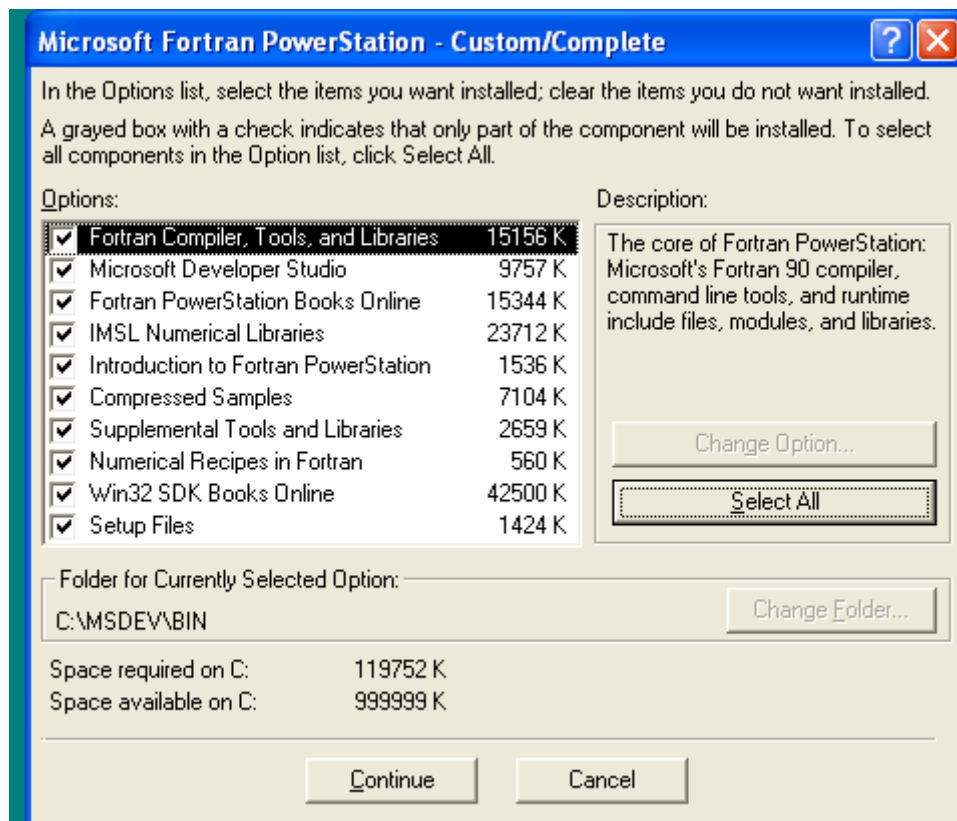 Microsoft Fortran PowerStation - Custom/Complete
In the Options list, select the items you want installed; clear the items you do not want installed.
A grayed box with a check indicates that only part of the component will be installed. To select
all components in the Option list, click Select All.
Options:
Fortran Compiler, Tools, and Libraries 15156 K
Microsoft Developer Studio 9757 K
Fortran PowerStation Books Online 15344 K
IMSL Numerical Libraries 23712 K
Introduction to Fortran PowerStation 1536 K
Compressed Samples 7104 K
Supplemental Tools and Libraries 2659 K
Numerical Recipes in Fortran 560 K
Win32 SDK Books Online 42500 K
Setup Files 1424 K
Description:
The core of Fortran PowerStation:
Microsoft's Fortran 90 compiler,
command line tools, and runtime
include files, modules, and libraries.
Change Option...
Select All
Folder for Currently Selected Option:
C:\MSDEV\BIN
Change Folder...
Space required on C: 119752 K
Space available on C: 999999 K
Continue
Cancel